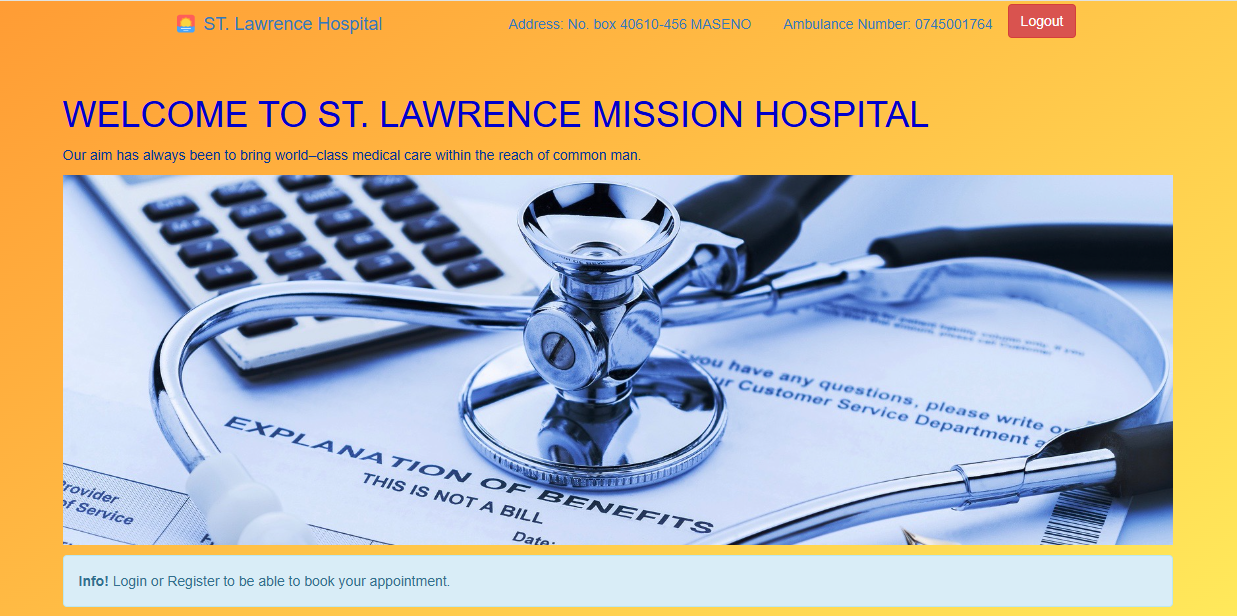 ST. Lawrence Hospital
Address: No. box 40610-456 MASENO
Ambulance Number: 0745001764
Logout
WELCOME TO ST. LAWRENCE MISSION HOSPITAL
Our aim has always been to bring world–class medical care within the reach of common man.
you have any questions, please write or
Customer Service Department
EXPLANATION OF BENEFITS
THIS IS NOT A BILL
Date:
Provider
of Service
Info! Login or Register to be able to book your appointment.